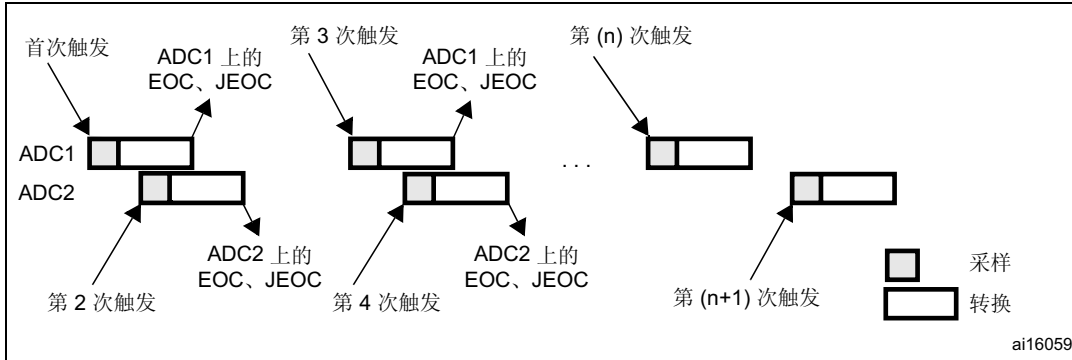 首次触发
ADC1 上的
EOC、JEOC
第 3 次触发
ADC1 上的
EOC、JEOC
第 (n) 次触发
ADC1
ADC2
. . .
ADC2 上的
EOC、JEOC
ADC2 上的
EOC、JEOC
第 2 次触发
第 4 次触发
第 (n+1) 次触发
采样
转换
ai16059